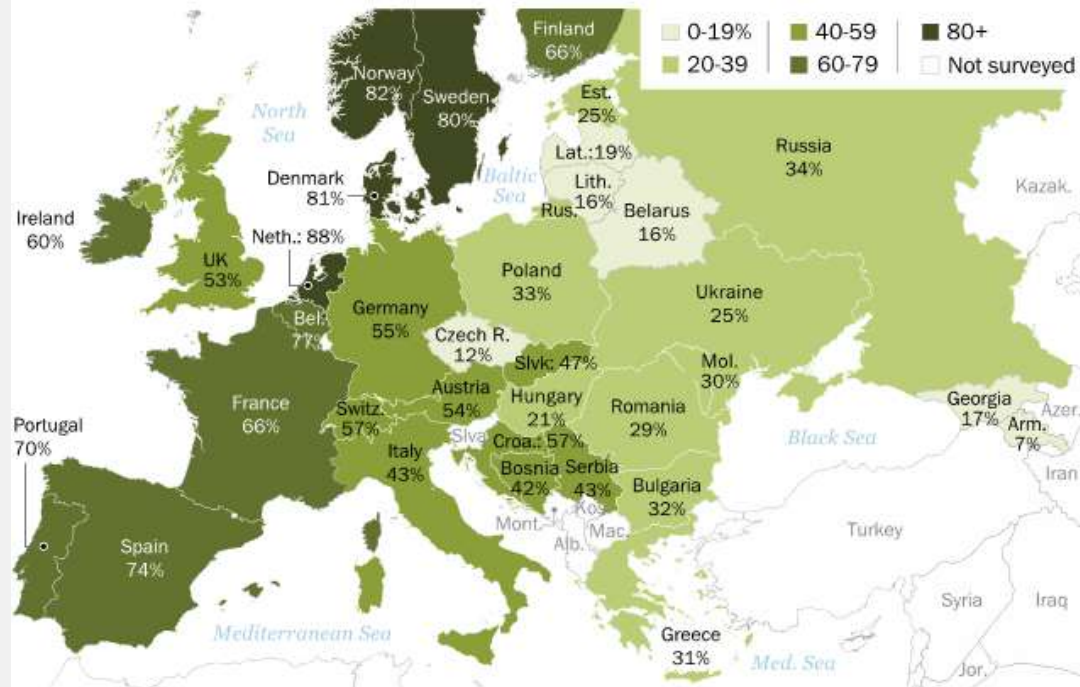 0-19%
20-39
40-59
60-79
80+
Not surveyed
Finland
66%
Norway
82%
Sweden
80%
North
Sea
Est.
25%
Russia
34%
Lat.:19%
Denmark
81%
Baltic
Sea
Lith.
16%
Kazak.
Rus.
Belarus
16%
Ireland
60%
Neth.: 88%
UK
53%
Poland
33%
Ukraine
25%
Germany
55%
Bel.
77%
Czech R.
12%
Slvk: 47%
Mol.
30%
Austria
54%
Hungary
21%
Romania
29%
Georgia
17%
Azer.
Arm.
7%
France
66%
Switz.
57%
Portugal
70%
Slva
Croa.: 57%
Italy
43%
Bosnia
42%
Serbia
43%
Bulgaria
32%
Black Sea
Iran
Kos.
Mont.
Mac.
Alb.
Turkey
Spain
74%
Syria
Iraq
Mediterranean Sea
Greece
31%
Med. Sea
Jor.